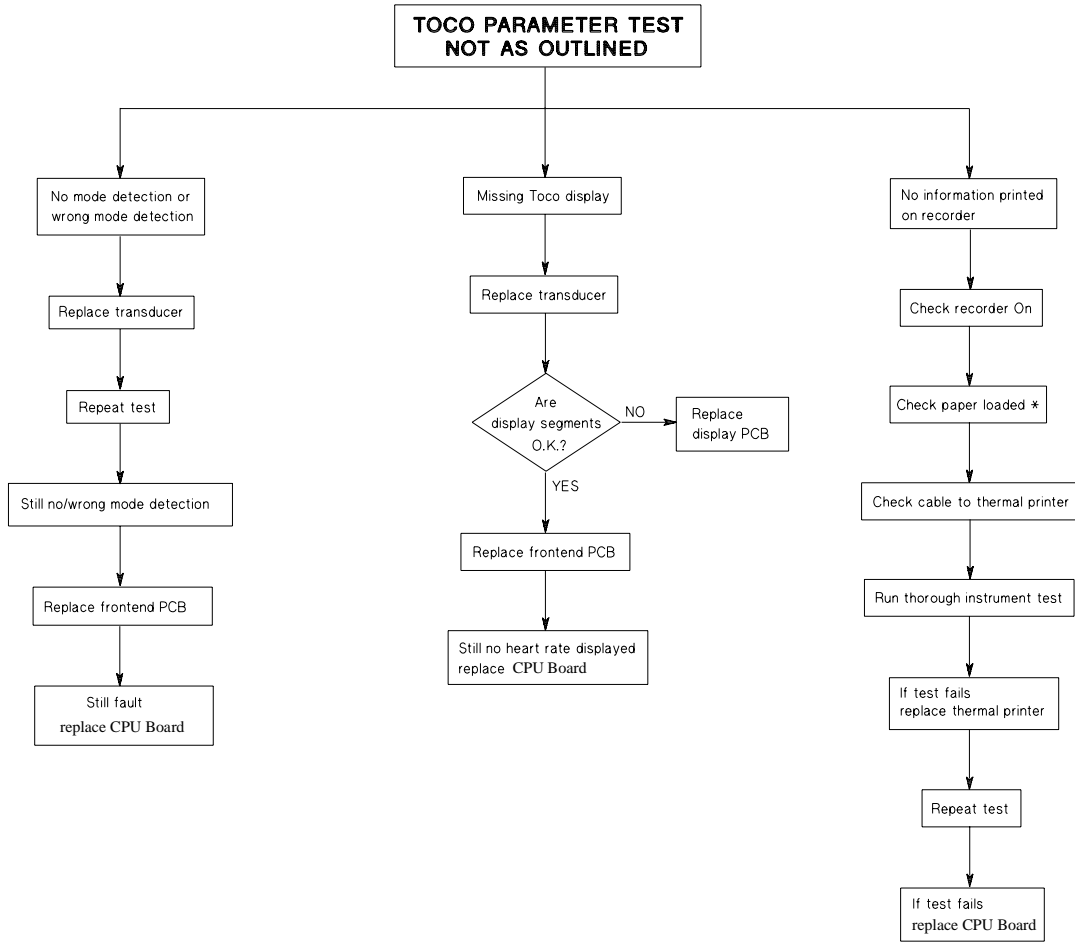 TOCO PARAMETER TEST
NOT AS OUTLINED
No mode detection or
wrong mode detection
Replace transducer
Repeat test
Still no/wrong mode detection
Replace frontend PCB
Still fault
replace CPU Board
Missing Toco display
Replace transducer
Are
display segments
O.K.?
NO
Replace
display PCB
YES
Replace frontend PCB
Still no heart rate displayed
replace CPU Board
No information printed
on recorder
Check recorder On
Check paper loaded *
Check cable to thermal printer
Run thorough instrument test
If test fails
replace thermal printer
Repeat test
If test fails
replace CPU Board